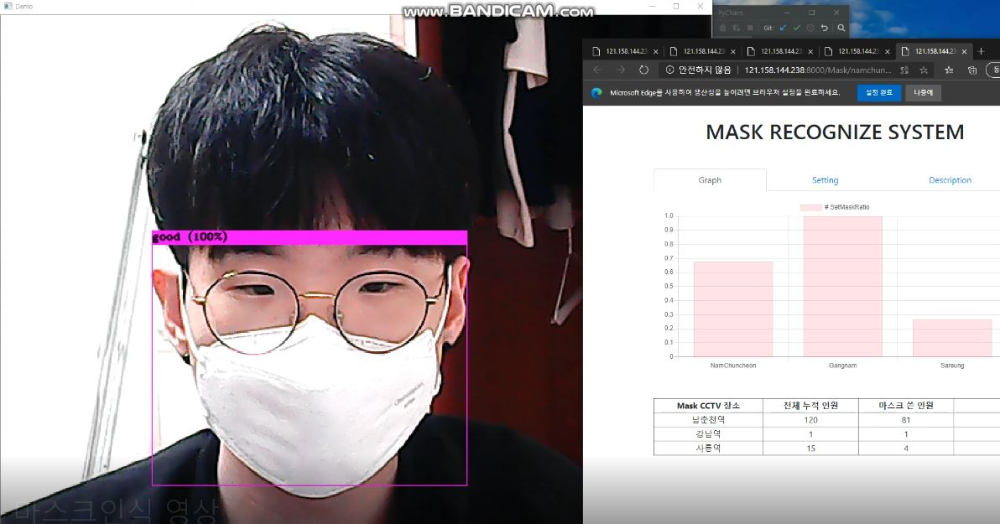 Demo
www.BANDICAM.com
PyCharm
Git:
121.158.144.23
121.158.144.23
121.158.144.23
121.158.144.23
121.158.144.23
안전하지 않음 | 121.158.144.238:8000/Mask/namchun...
Microsoft Edge를 사용하여 생산성을 높이려면 브라우저 설정을 완료하세요. 설정 완료 나중에
MASK RECOGNIZE SYSTEM
Graph Setting Description
# SetMaskRatio
1.0
0.9
0.8
0.7
0.6
0.5
0.4
0.3
0.2
0.1
0
NamChuncheon Gangnam Sareung
Mask CCTV 장소 전체 누적 인원 마스크 쓴 인원
남춘천역 120 81
강남역 1 1
사릉역 15 4
good (100%)
마스크인식 영상